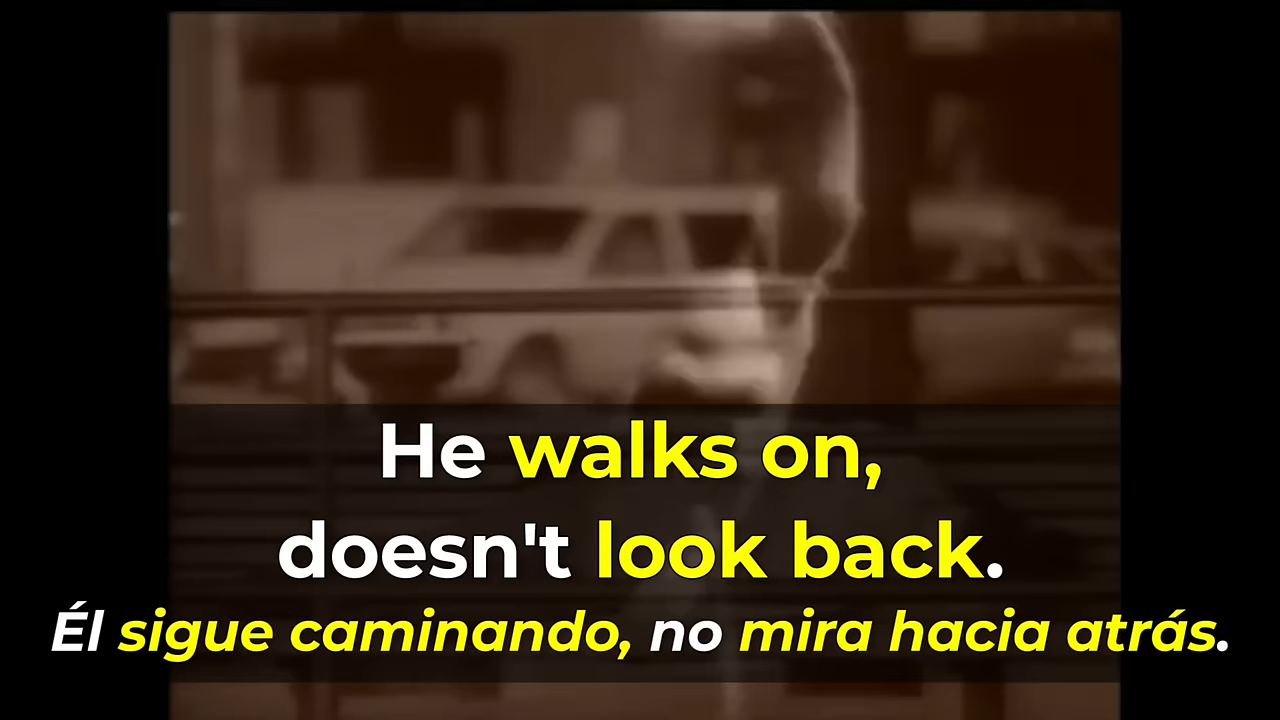 He walks on,
doesn't look back.
Él sigue caminando, no mira hacia atrás.